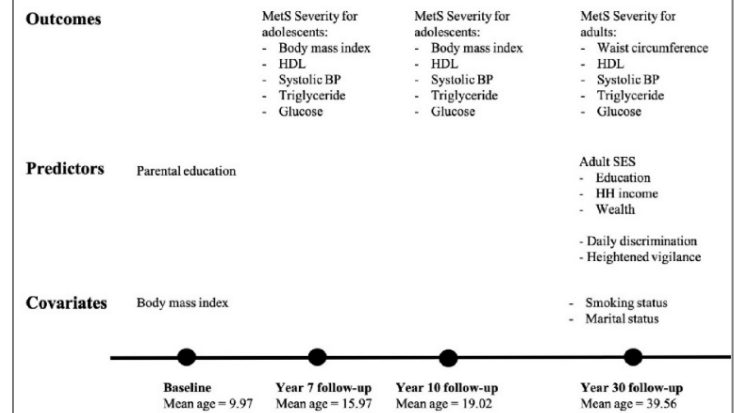 Outcomes
MetS Severity for
adolescents:
- Body mass index
- HDL
- Systolic BP
- Triglyceride
- Glucose
MetS Severity for
adolescents:
- Body mass index
- HDL
- Systolic BP
- Triglyceride
- Glucose
MetS Severity for
adults:
- Waist circumference
- HDL
- Systolic BP
- Triglyceride
- Glucose
Predictors
Parental education
Adult SES
- Education
- HH income
- Wealth
- Daily discrimination
- Heightened vigilance
Covariates
Body mass index
- Smoking status
- Marital status
Baseline
Mean age = 9.97
Year 7 follow-up
Mean age = 15.97
Year 10 follow-up
Mean age = 19.02
Year 30 follow-up
Mean age = 39.56